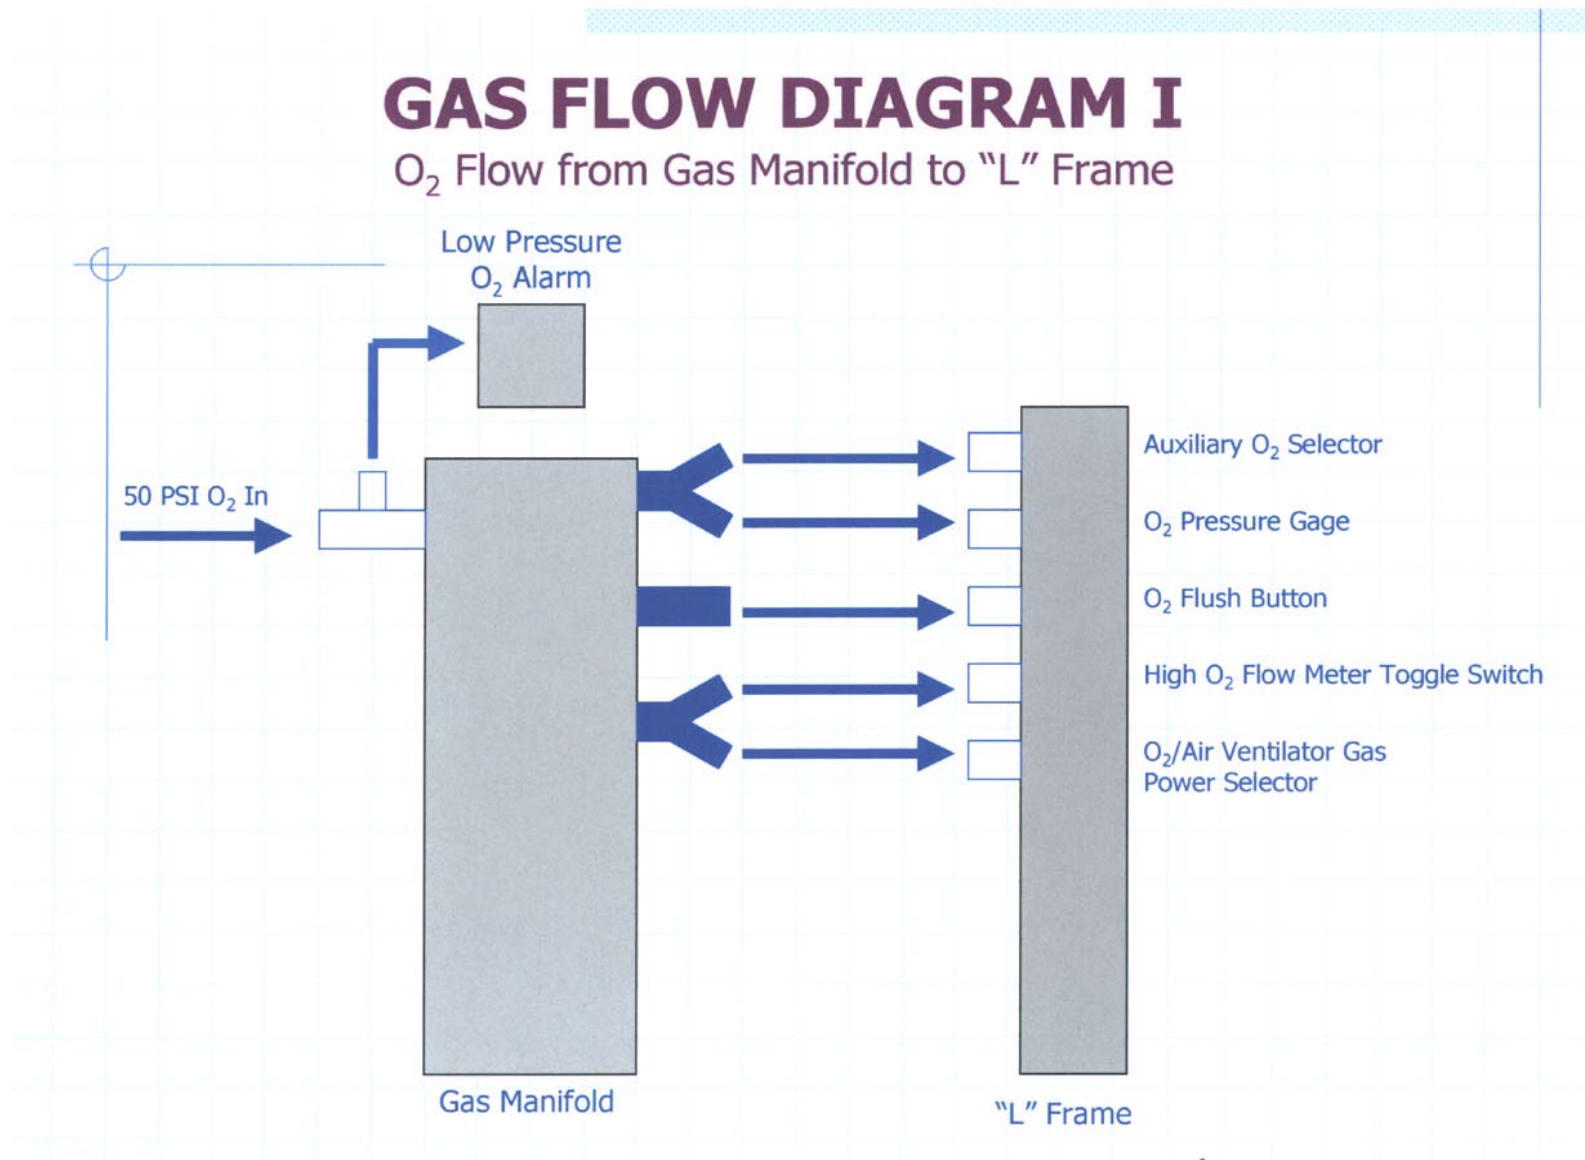 GAS FLOW DIAGRAM I
O₂ Flow from Gas Manifold to “L” Frame
Low Pressure
O₂ Alarm
50 PSI O₂ In
Auxiliary O₂ Selector
O₂ Pressure Gage
O₂ Flush Button
High O₂ Flow Meter Toggle Switch
O₂/Air Ventilator Gas
Power Selector
Gas Manifold
“L” Frame